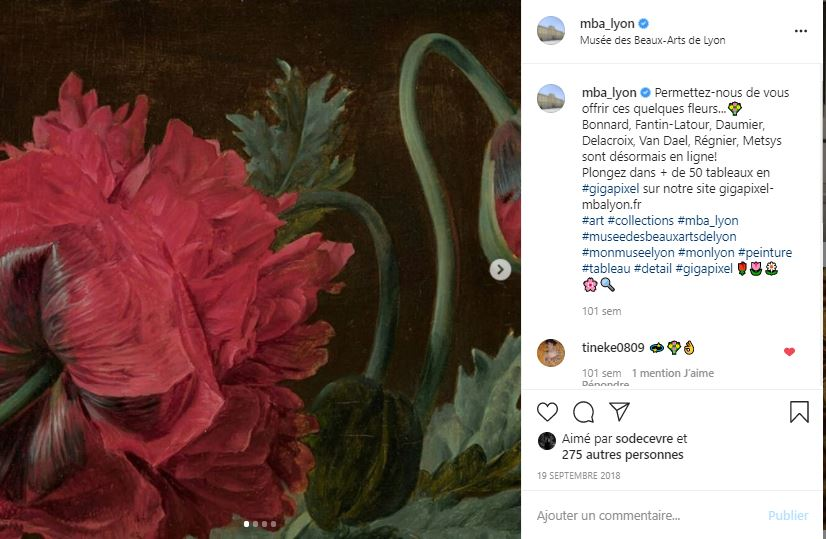 mba_lyon
Musée des Beaux-Arts de Lyon
mba_lyon Permettez-nous de vous
offrir ces quelques fleurs...💐
Bonnard, Fantin-Latour, Daumier,
Delacroix, Van Dael, Régnier, Metsys
sont désormais en ligne!
Plongez dans + de 50 tableaux en
#gigapixel sur notre site gigapixel-
mbalyon.fr
#art #collections #mba_lyon
#museedesbeauxartsdelyon
#monmuseelyon #monlyon #peinture
#tableau #detail #gigapixel 🌹🌷🌼
🌸🔍
101 sem
tineke0809 🐟💐👌
101 sem 1 mention J'aime
Répondre
Aimé par sodecevre et
275 autres personnes
19 SEPTEMBRE 2018
Ajouter un commentaire... Publier